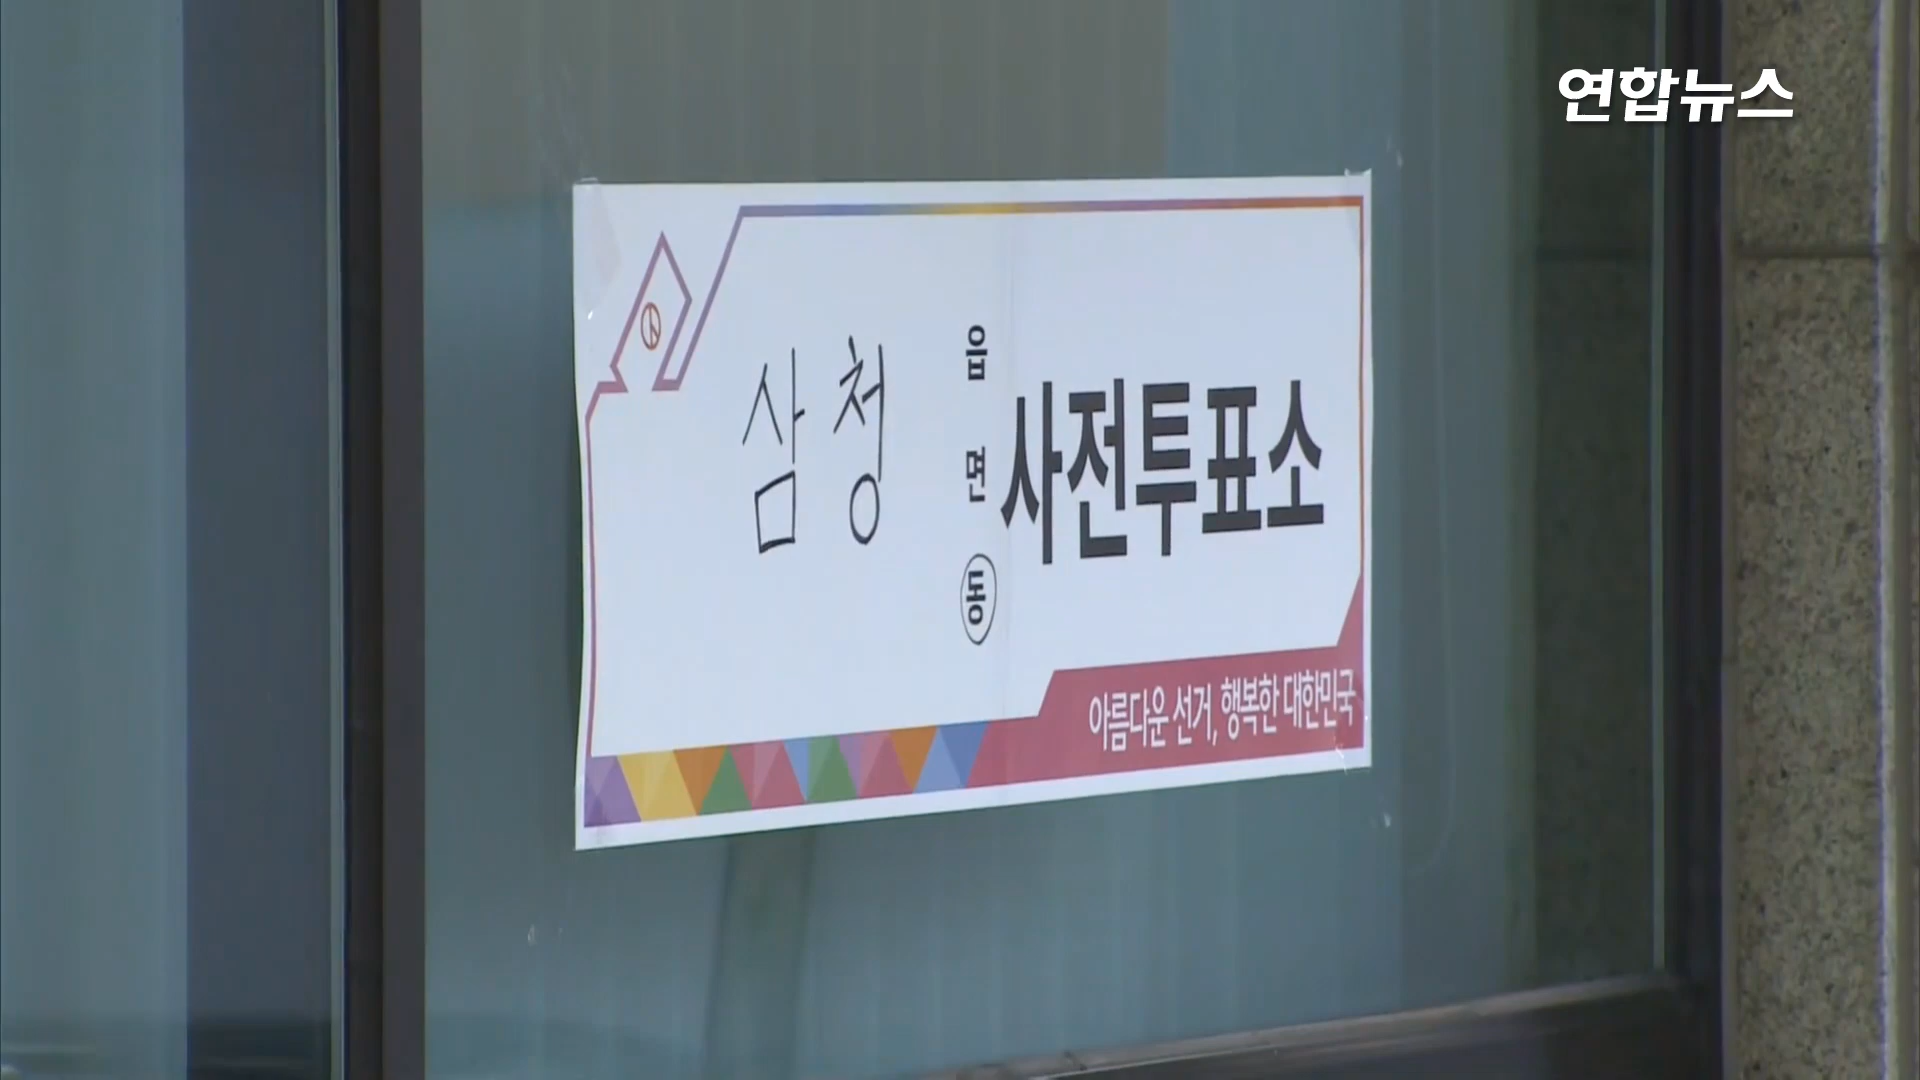 연합뉴스
삼청 읍 면 동 사전투표소
아름다운 선거, 행복한 대한민국